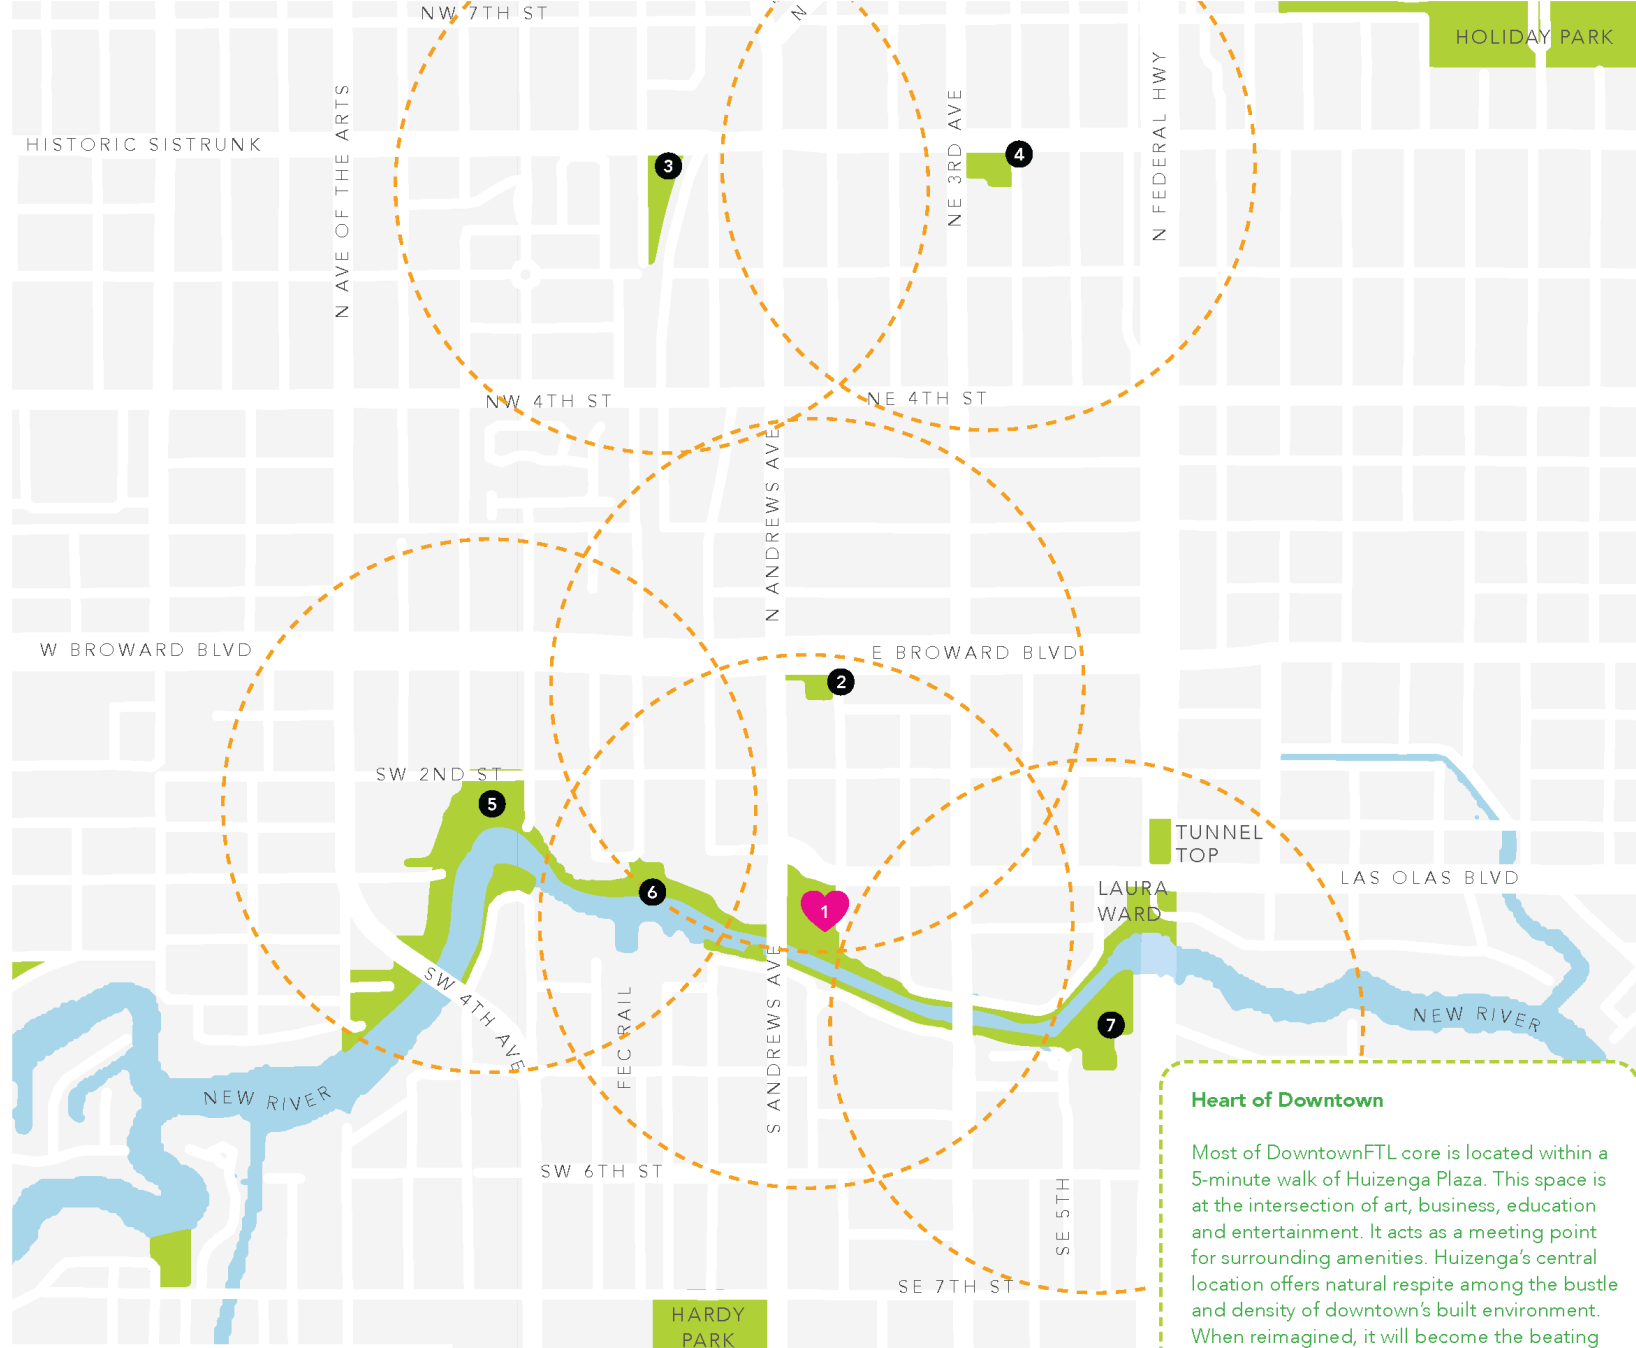 NW 7TH ST
N
HOLIDAY PARK
N AVE OF THE ARTS
NE 3RD AVE
N FEDERAL HWY
HISTORIC SISTRUNK
3
4
NW 4TH ST
NE 4TH ST
N ANDREWS AVE
W BROWARD BLVD
E BROWARD BLVD
2
SW 2ND ST
5
TUNNEL
TOP
6
1
LAURA
WARD
LAS OLAS BLVD
SW 4TH AVE
FEC RAIL
S ANDREWS AVE
7
NEW RIVER
NEW RIVER
SW 6TH ST
SE 5TH
SE 7TH ST
HARDY
PARK
Heart of Downtown
Most of DowntownFTL core is located within a
5-minute walk of Huizenga Plaza. This space is
at the intersection of art, business, education
and entertainment. It acts as a meeting point
for surrounding amenities. Huizenga's central
location offers natural respite among the bustle
and density of downtown's built environment.
When reimagined, it will become the beating